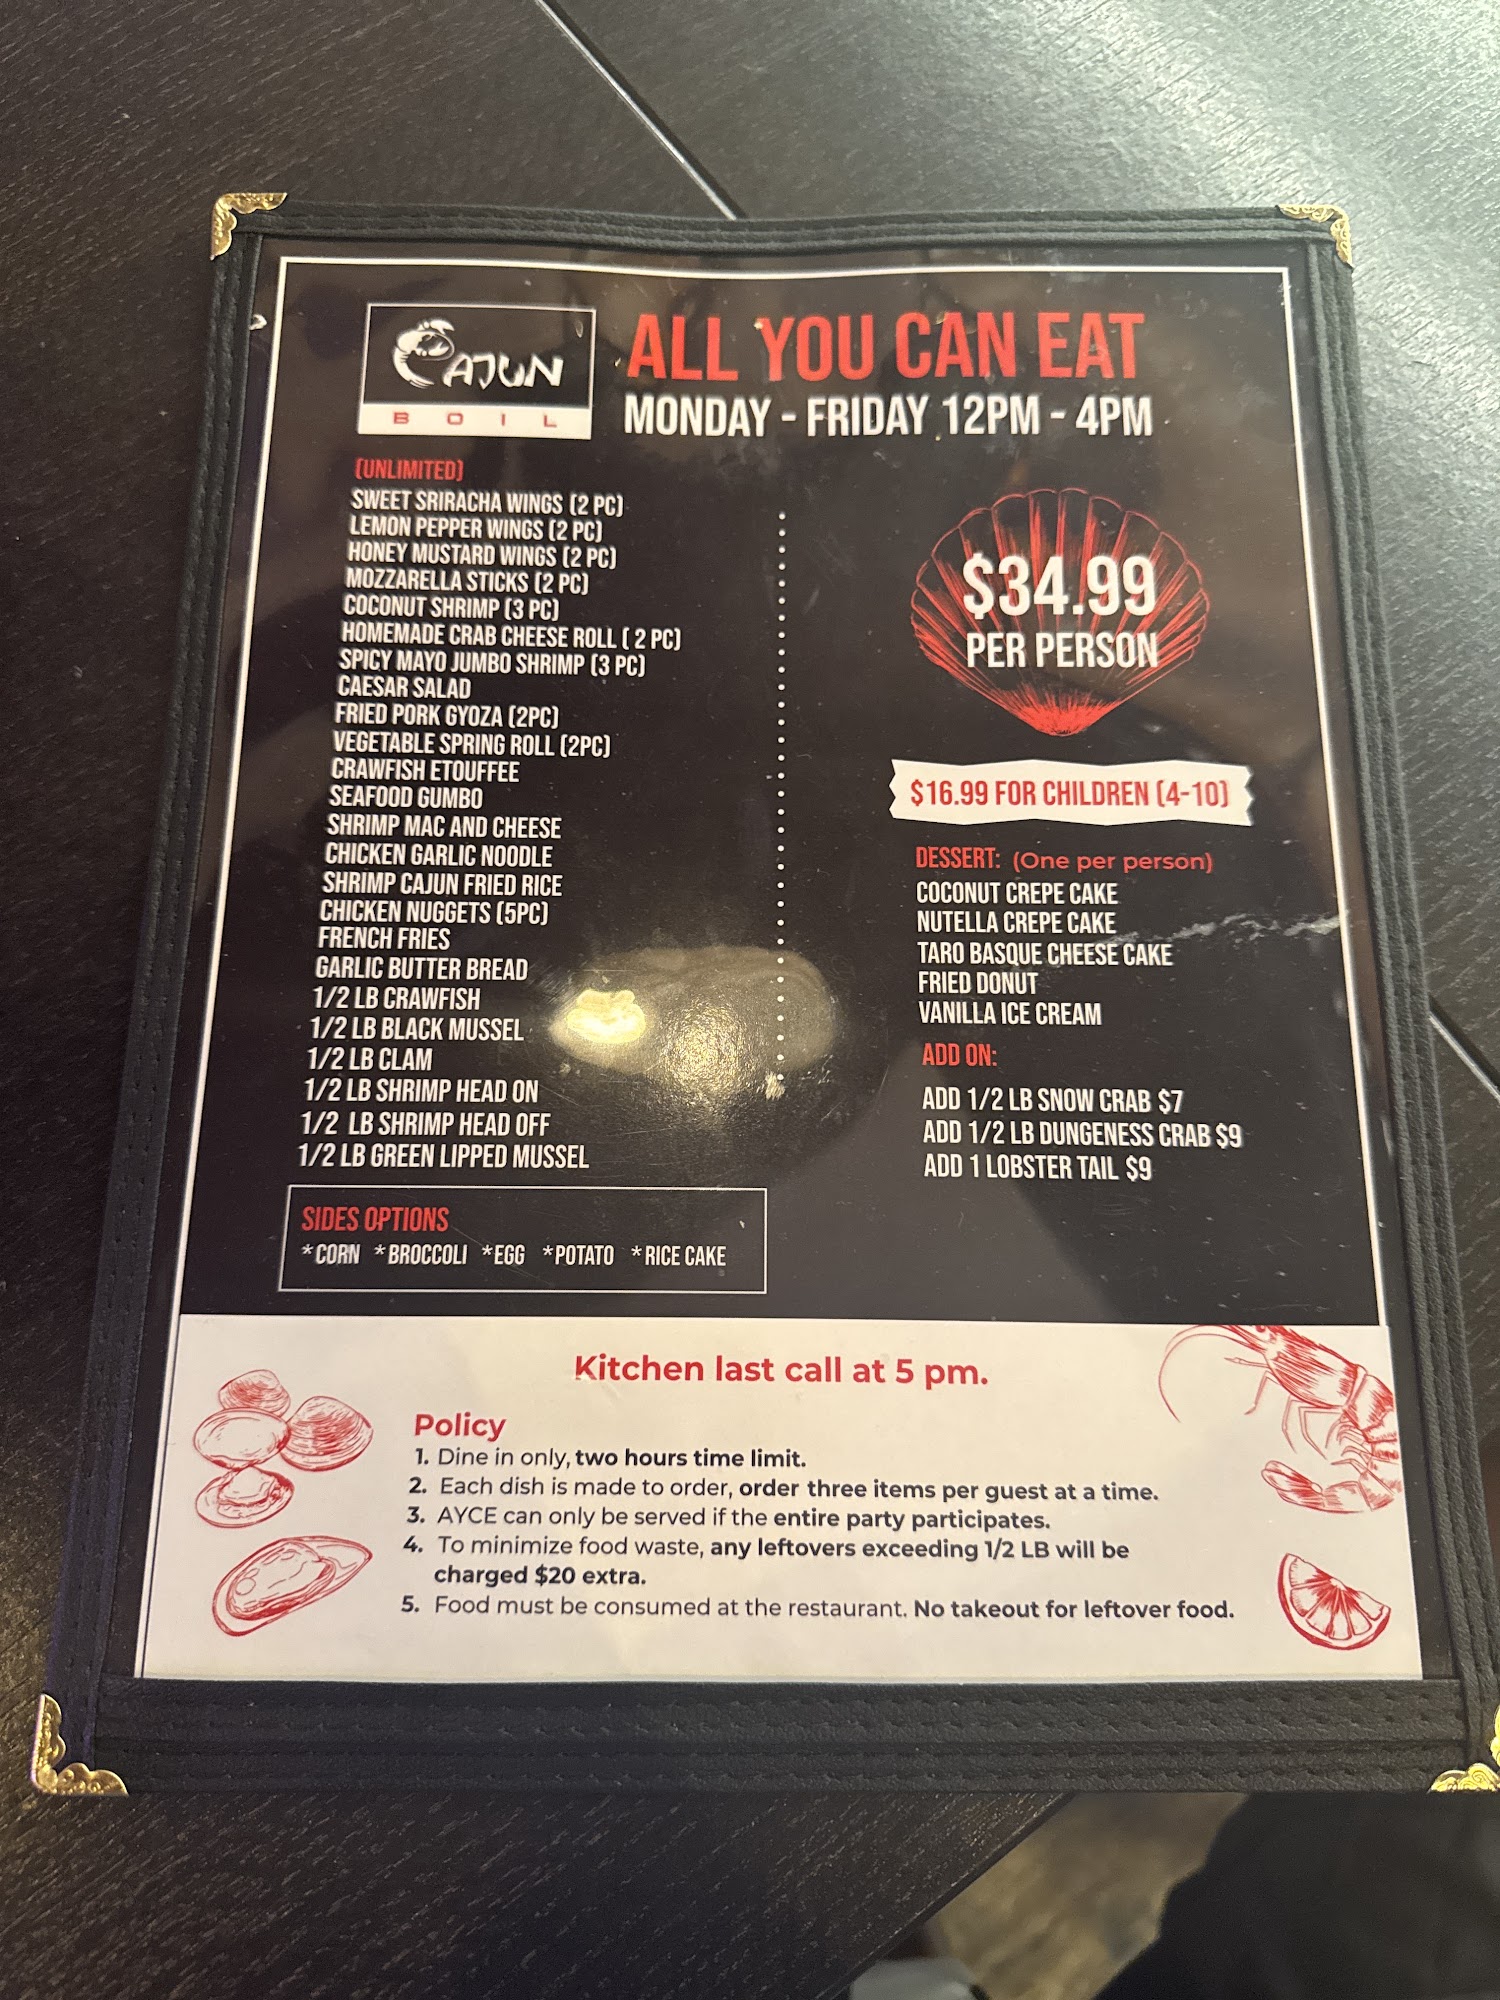 CAJUN
BOIL
ALL YOU CAN EAT
MONDAY - FRIDAY 12PM - 4PM
(UNLIMITED)
SWEET SRIRACHA WINGS (2 PC)
LEMON PEPPER WINGS (2 PC)
HONEY MUSTARD WINGS (2 PC)
MOZZARELLA STICKS (2 PC)
COCONUT SHRIMP (3 PC)
HOMEMADE CRAB CHEESE ROLL ( 2 PC)
SPICY MAYO JUMBO SHRIMP (3 PC)
CAESAR SALAD
FRIED PORK GYOZA (2PC)
VEGETABLE SPRING ROLL (2PC)
CRAWFISH ETOUFFEE
SEAFOOD GUMBO
SHRIMP MAC AND CHEESE
CHICKEN GARLIC NOODLE
SHRIMP CAJUN FRIED RICE
CHICKEN NUGGETS (5PC)
FRENCH FRIES
GARLIC BUTTER BREAD
1/2 LB CRAWFISH
1/2 LB BLACK MUSSEL
1/2 LB CLAM
1/2 LB SHRIMP HEAD ON
1/2 LB SHRIMP HEAD OFF
1/2 LB GREEN LIPPED MUSSEL
SIDES OPTIONS
*CORN *BROCCOLI *EGG *POTATO *RICE CAKE
$34.99
PER PERSON
$16.99 FOR CHILDREN (4-10)
DESSERT: (One per person)
COCONUT CREPE CAKE
NUTELLA CREPE CAKE
TARO BASQUE CHEESE CAKE
FRIED DONUT
VANILLA ICE CREAM
ADD ON:
ADD 1/2 LB SNOW CRAB $7
ADD 1/2 LB DUNGENESS CRAB $9
ADD 1 LOBSTER TAIL $9
Kitchen last call at 5 pm.
Policy
1. Dine in only, two hours time limit.
2. Each dish is made to order, order three items per guest at a time.
3. AYCE can only be served if the entire party participates.
4. To minimize food waste, any leftovers exceeding 1/2 LB will be
charged $20 extra.
5. Food must be consumed at the restaurant. No takeout for leftover food.